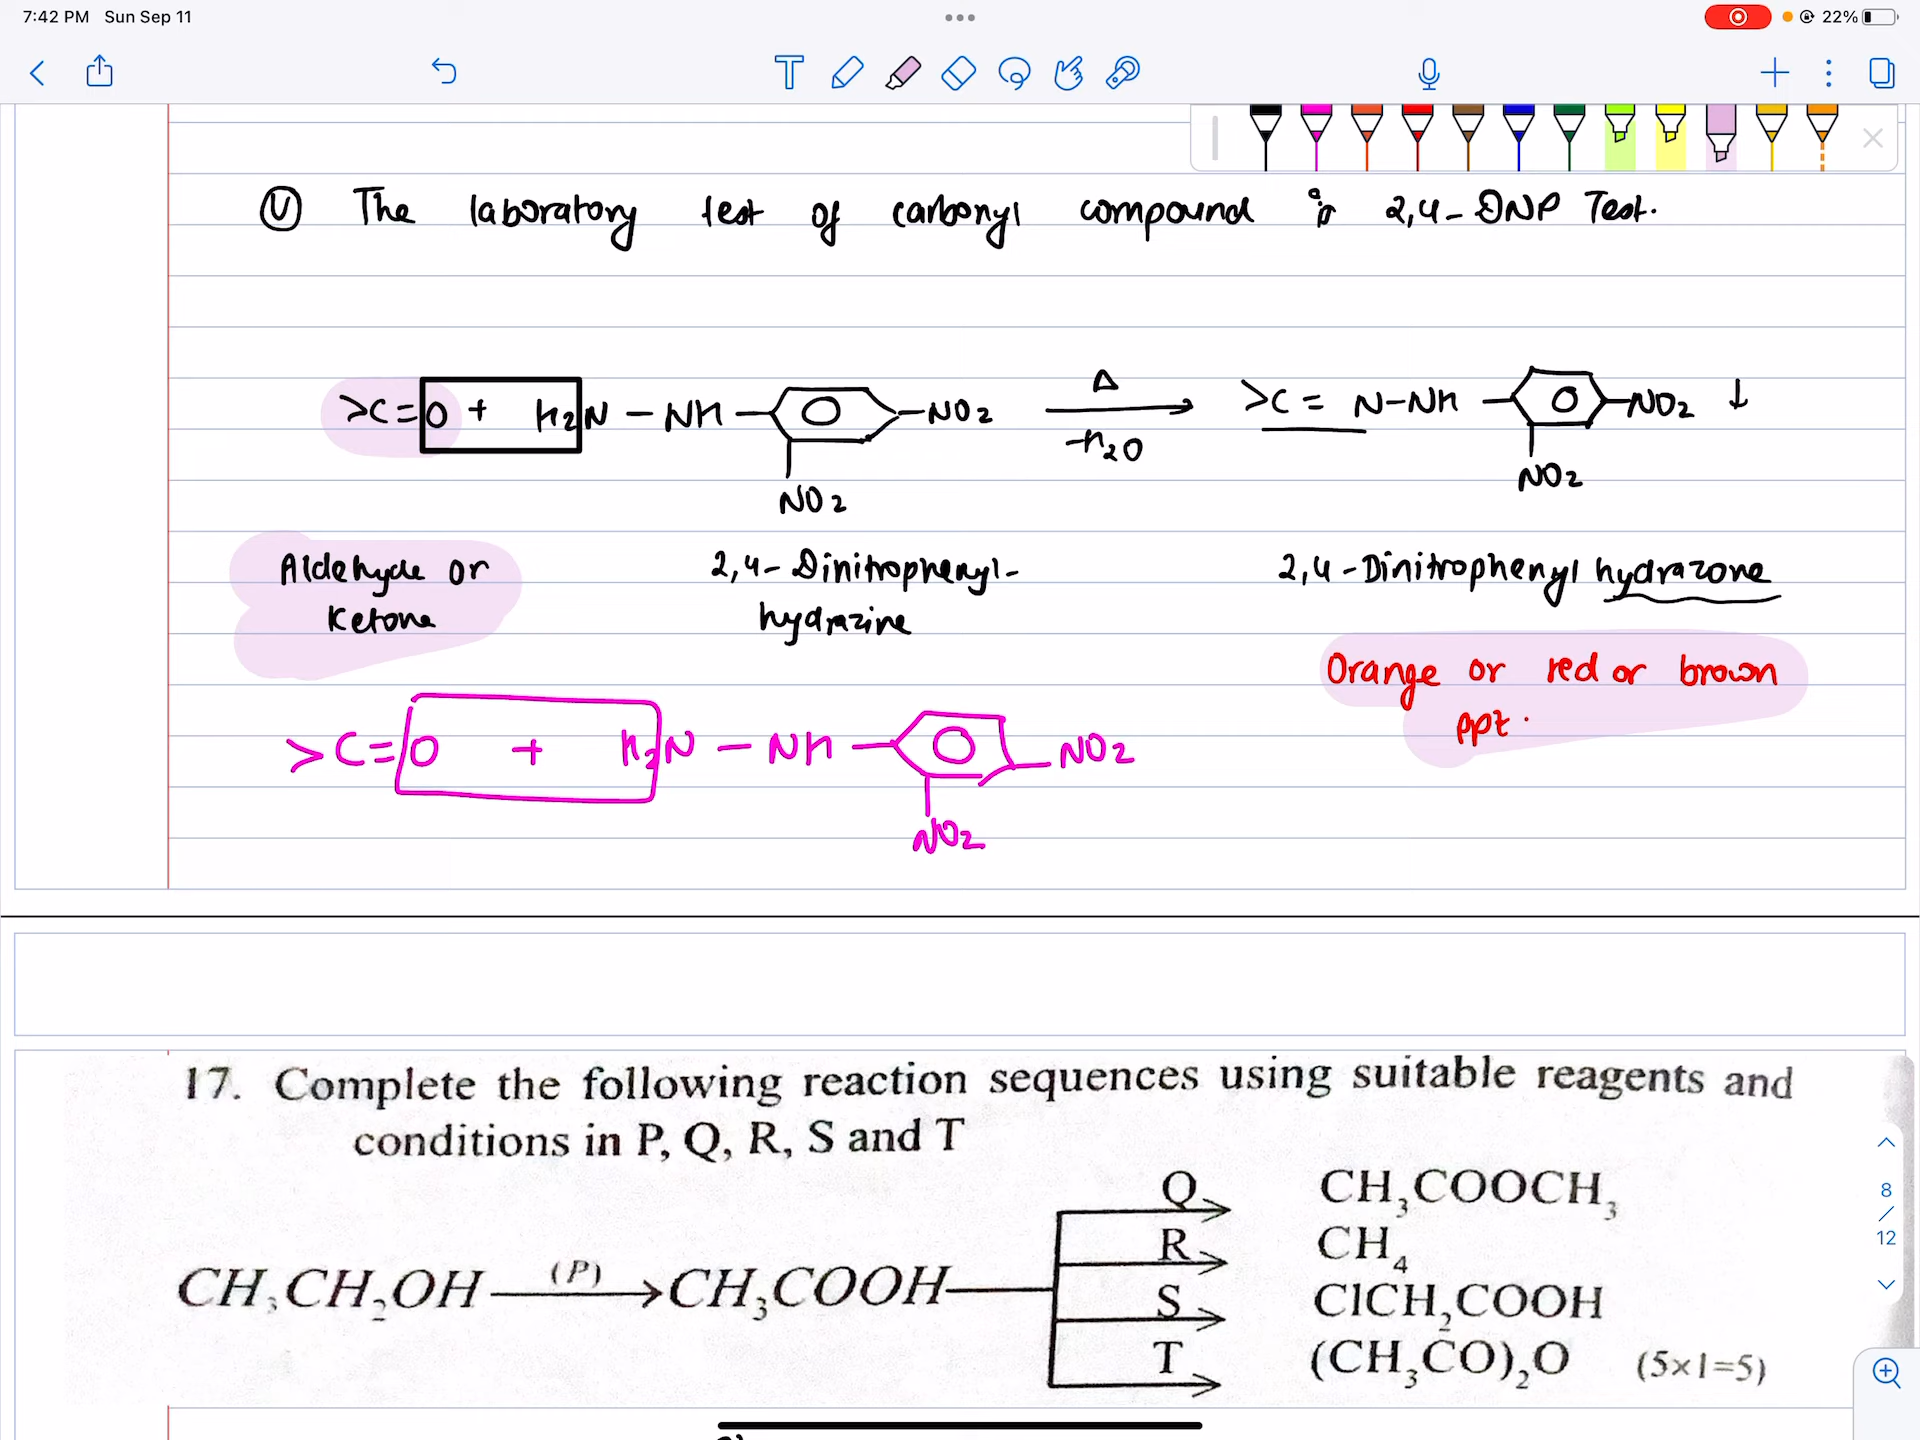 7:42 PM Sun Sep 11
22%
T
(V) The laboratory test of carbonyl compound is 2,4-DNP Test.
>C=O + H2N-NH- -NO2 Δ -H2O >C=N-NH- -NO2 ↓
NO2 NO2
Aldehyde or 2,4-Dinitrophenyl- 2,4-Dinitrophenyl hydrazone
Ketone hydrazine
Orange or red or brown
ppt.
>C=O + H2N-NH- -NO2
NO2
17. Complete the following reaction sequences using suitable reagents and
conditions in P, Q, R, S and T
CH3CH2OH (P)→ CH3COOH
Q→ CH3COOCH3
R→ CH4
S→ ClCH2COOH
T→ (CH3CO)2O (5x1=5)
8
/
12